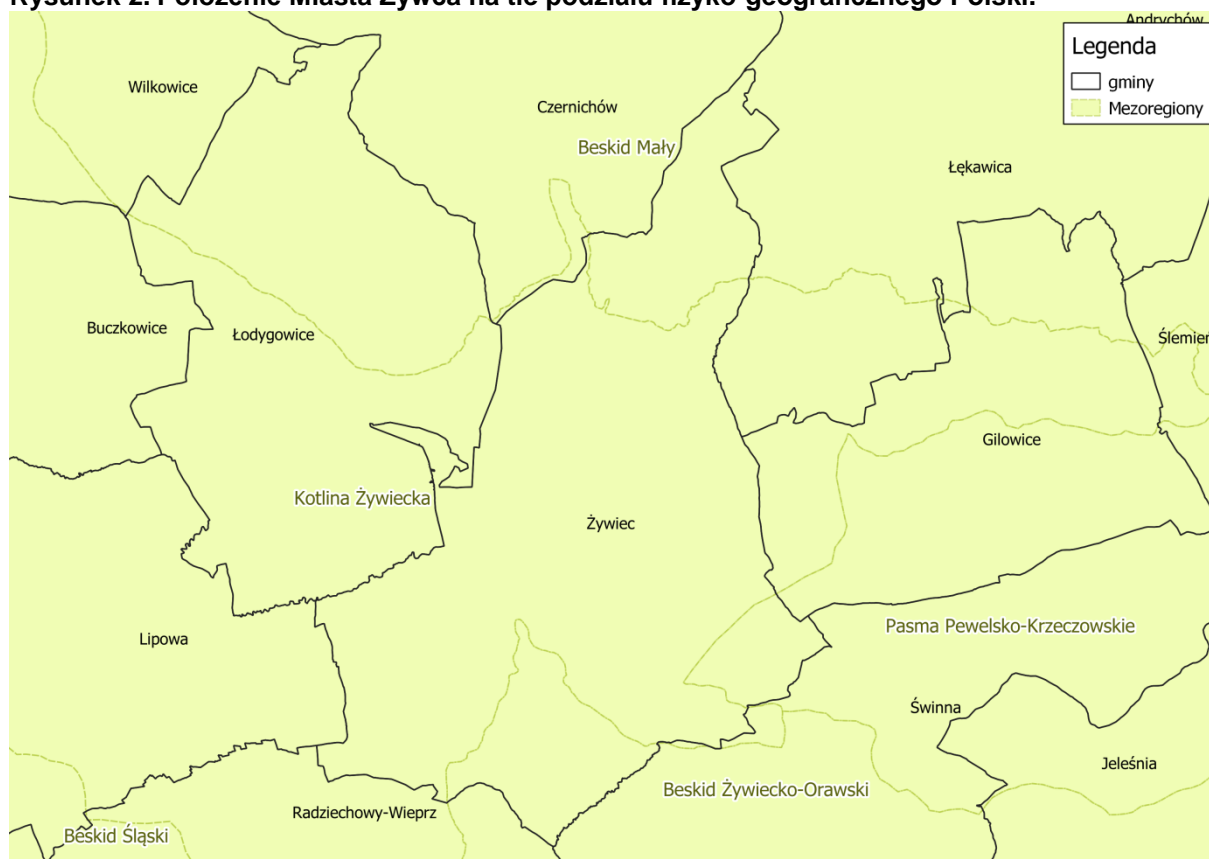 Rysunek 2. Położenie Miasta Żywca na tle podziału fizyko-geograficznego Polski.
Andrychów
Legenda
gminy
Mezoregiony
Wilkowice
Czernichów
Beskid Mały
Łękawica
Buczkowice
Łodygowice
Ślemień
Gilowice
Kotlina Żywiecka
Żywiec
Lipowa
Pasma Pewelsko-Krzeczowskie
Świnna
Jeleśnia
Beskid Żywiecko-Orawski
Radziechowy-Wieprz
Beskid Śląski